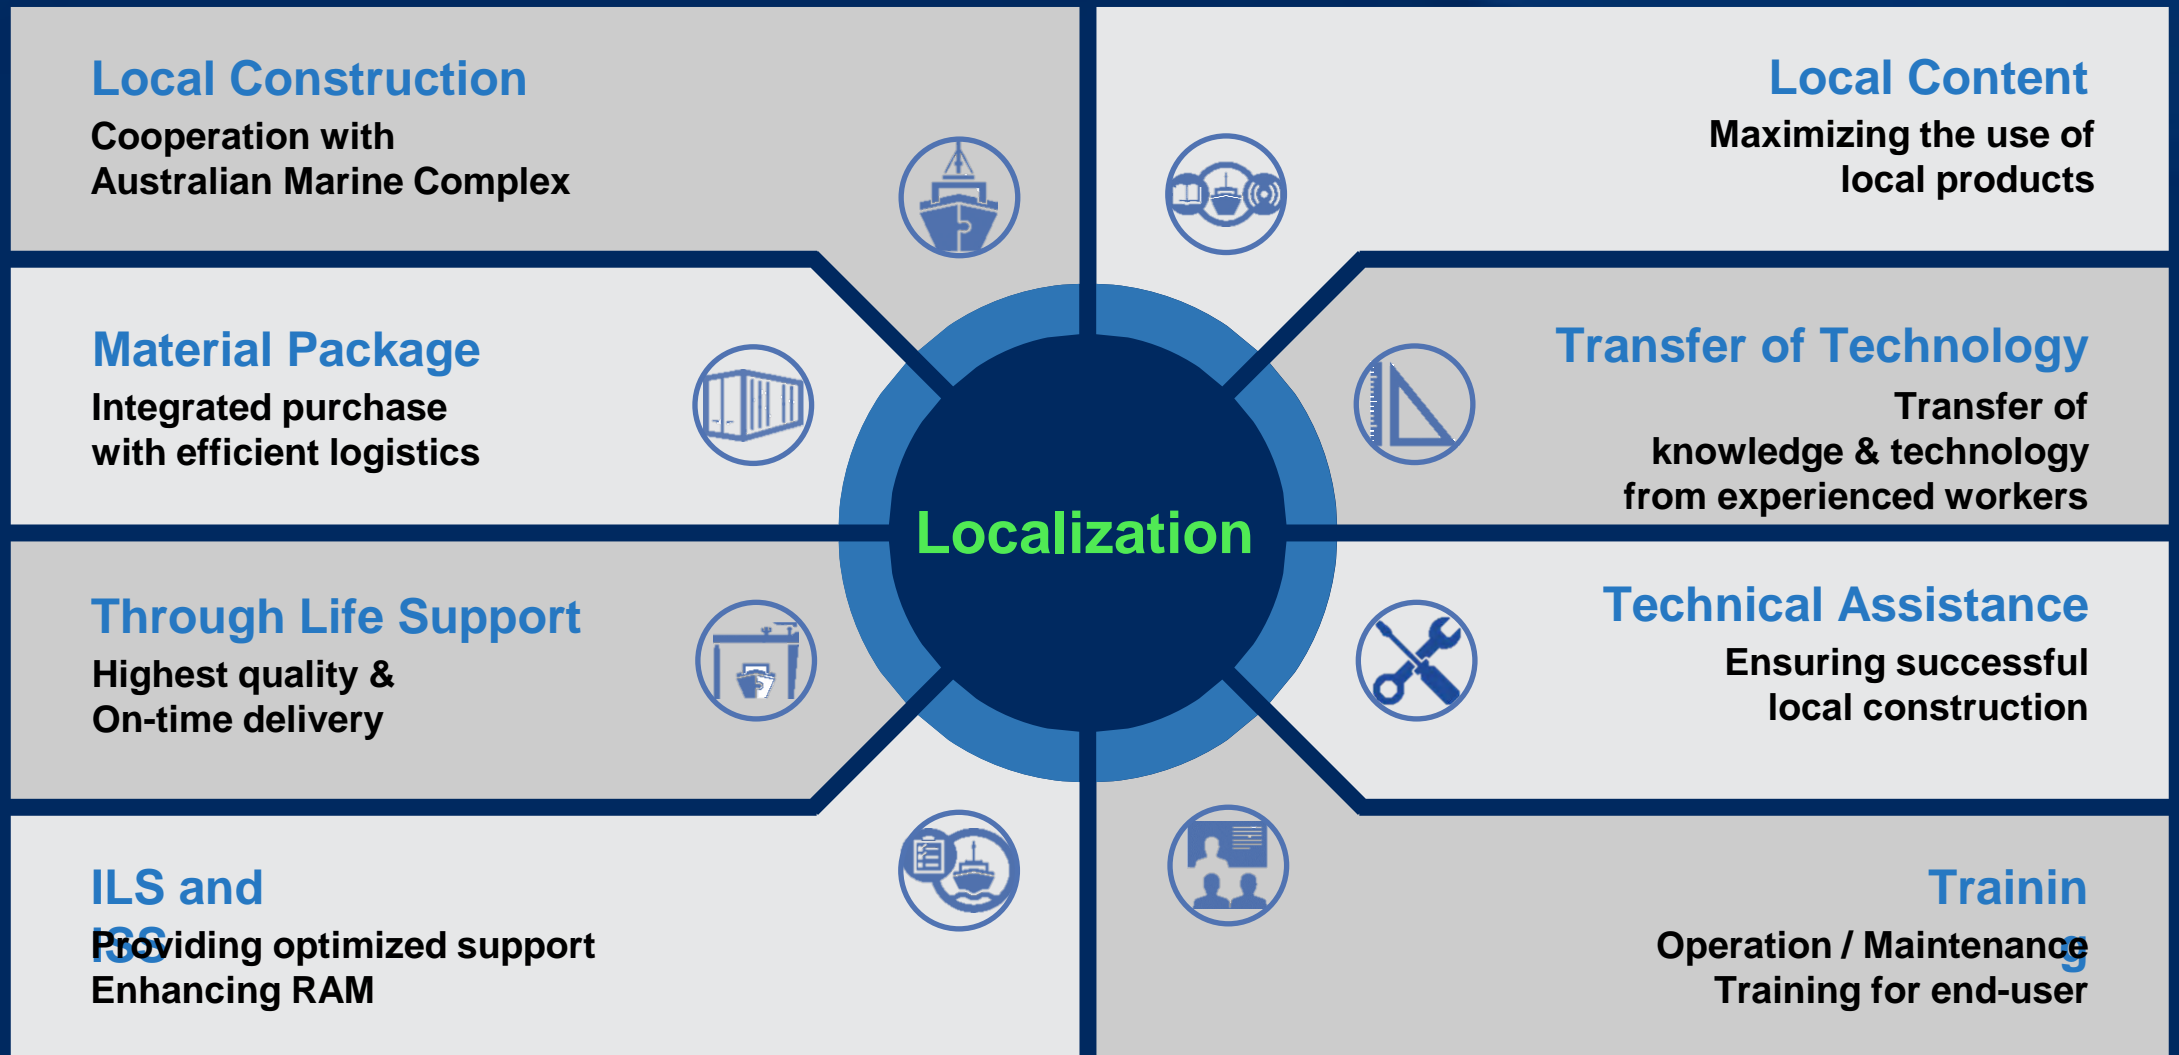 Local Construction
Cooperation with
Australian Marine Complex
Material Package
Integrated purchase
with efficient logistics
Through Life Support
Highest quality &
On-time delivery
ILS and
ISS
Providing optimized support
Enhancing RAM
Localization
Local Content
Maximizing the use of
local products
Transfer of Technology
Transfer of
knowledge & technology
from experienced workers
Technical Assistance
Ensuring successful
local construction
Trainin
g
Operation / Maintenance
Training for end-user